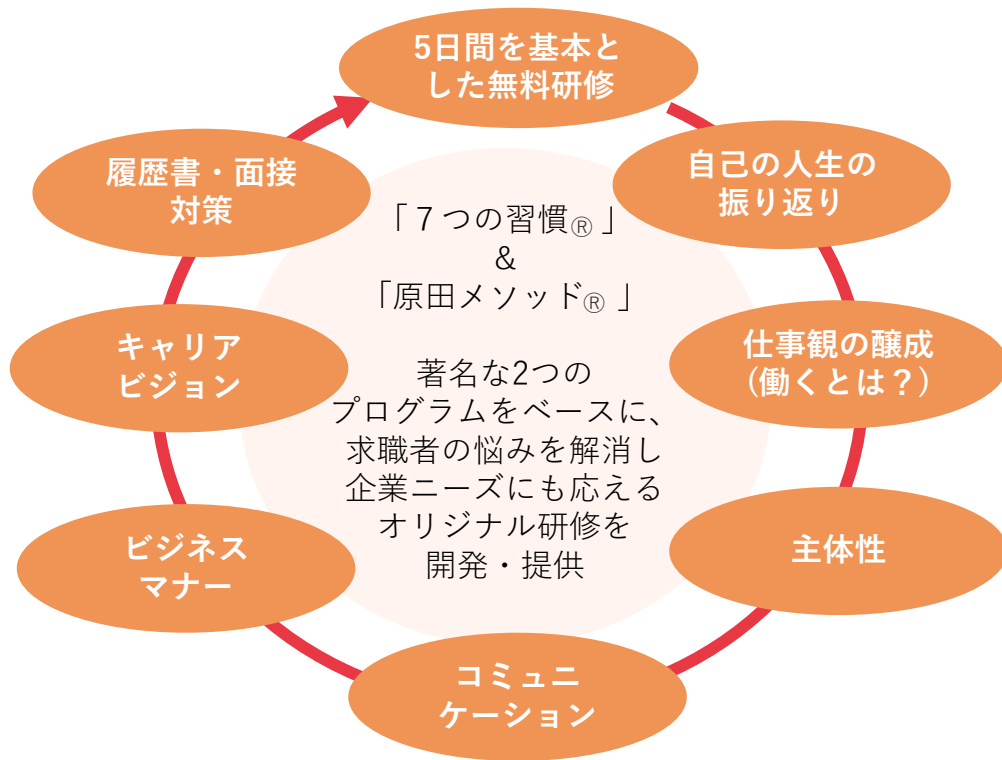 5日間を基本と
した無料研修
自己の人生の
振り返り
仕事観の醸成
(働くとは？)
主体性
コミュニ
ケーション
ビジネス
マナー
キャリア
ビジョン
履歴書・面接
対策
「７つの習慣®」
&
「原田メソッド®」
著名な2つの
プログラムをベースに、
求職者の悩みを解消し
企業ニーズにも応える
オリジナル研修を
開発・提供